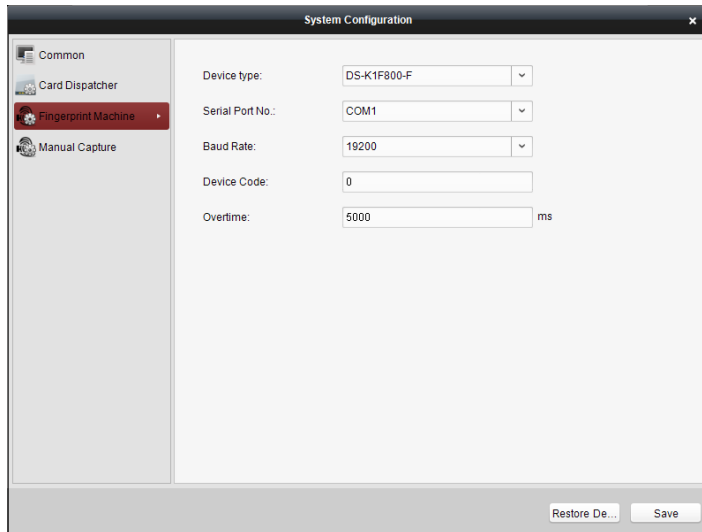 System Configuration
Common
Card Dispatcher
Fingerprint Machine
Manual Capture
Device type: DS-K1F800-F
Serial Port No.: COM1
Baud Rate: 19200
Device Code: 0
Overtime: 5000 ms
Restore De... Save